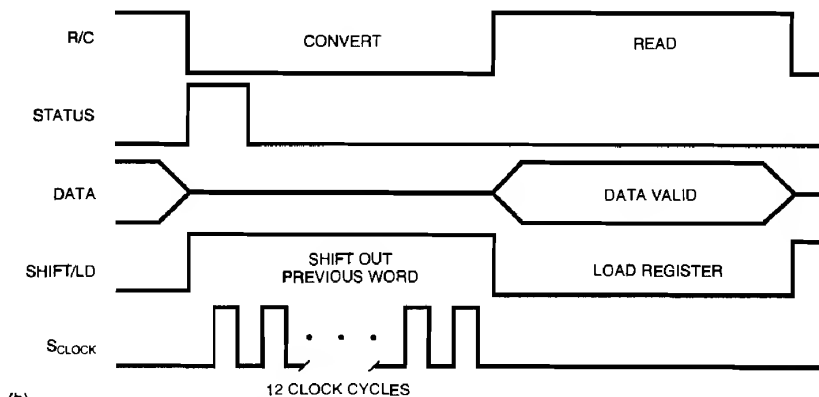 R/C CONVERT READ
STATUS
DATA DATA VALID
SHIFT/LD SHIFT OUT
PREVIOUS WORD LOAD REGISTER
SCLOCK
12 CLOCK CYCLES